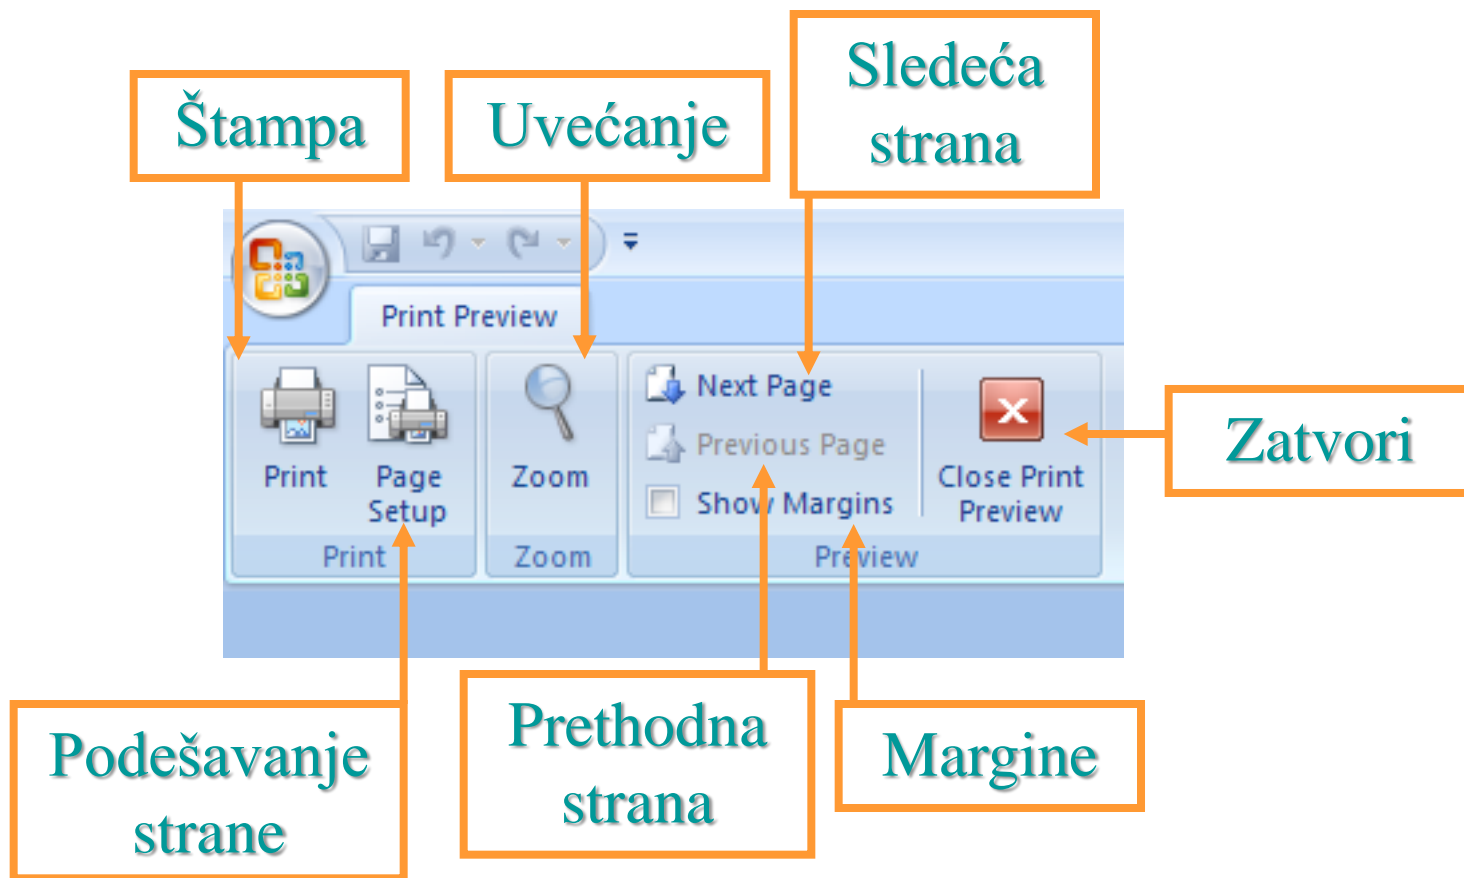 Štampa
Uvećanje
Sledeća
strana
Print Preview
Print
Page
Setup
Print
Zoom
Zoom
Next Page
Previous Page
Show Margins
Close Print
Preview
Preview
Zatvori
Podešavanje
strane
Prethodna
strana
Margine